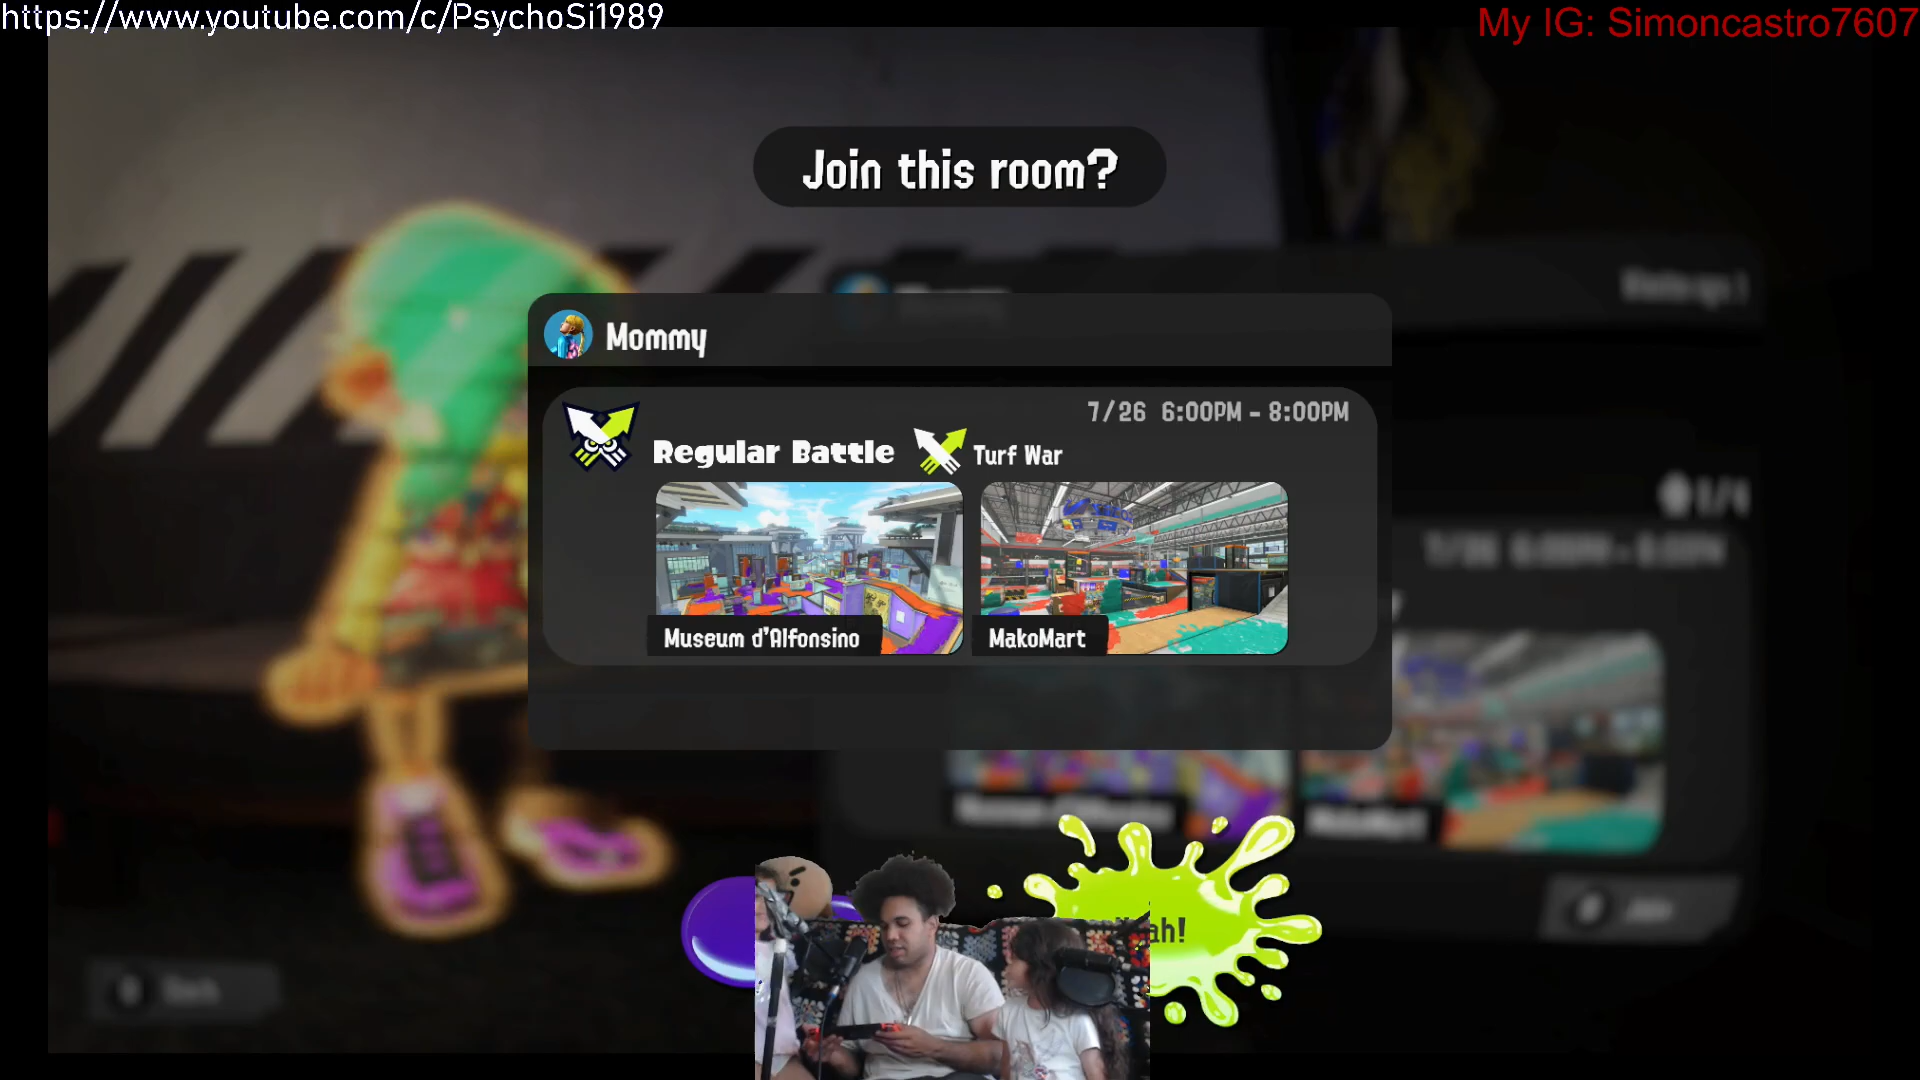 https://www.youtube.com/c/PsychoSi1989
My IG: Simoncastro7607
Join this room?
Mommy
7/26 6:00PM - 8:00PM
Regular Battle
Turf War
Museum d'Alfonsino
MakoMart